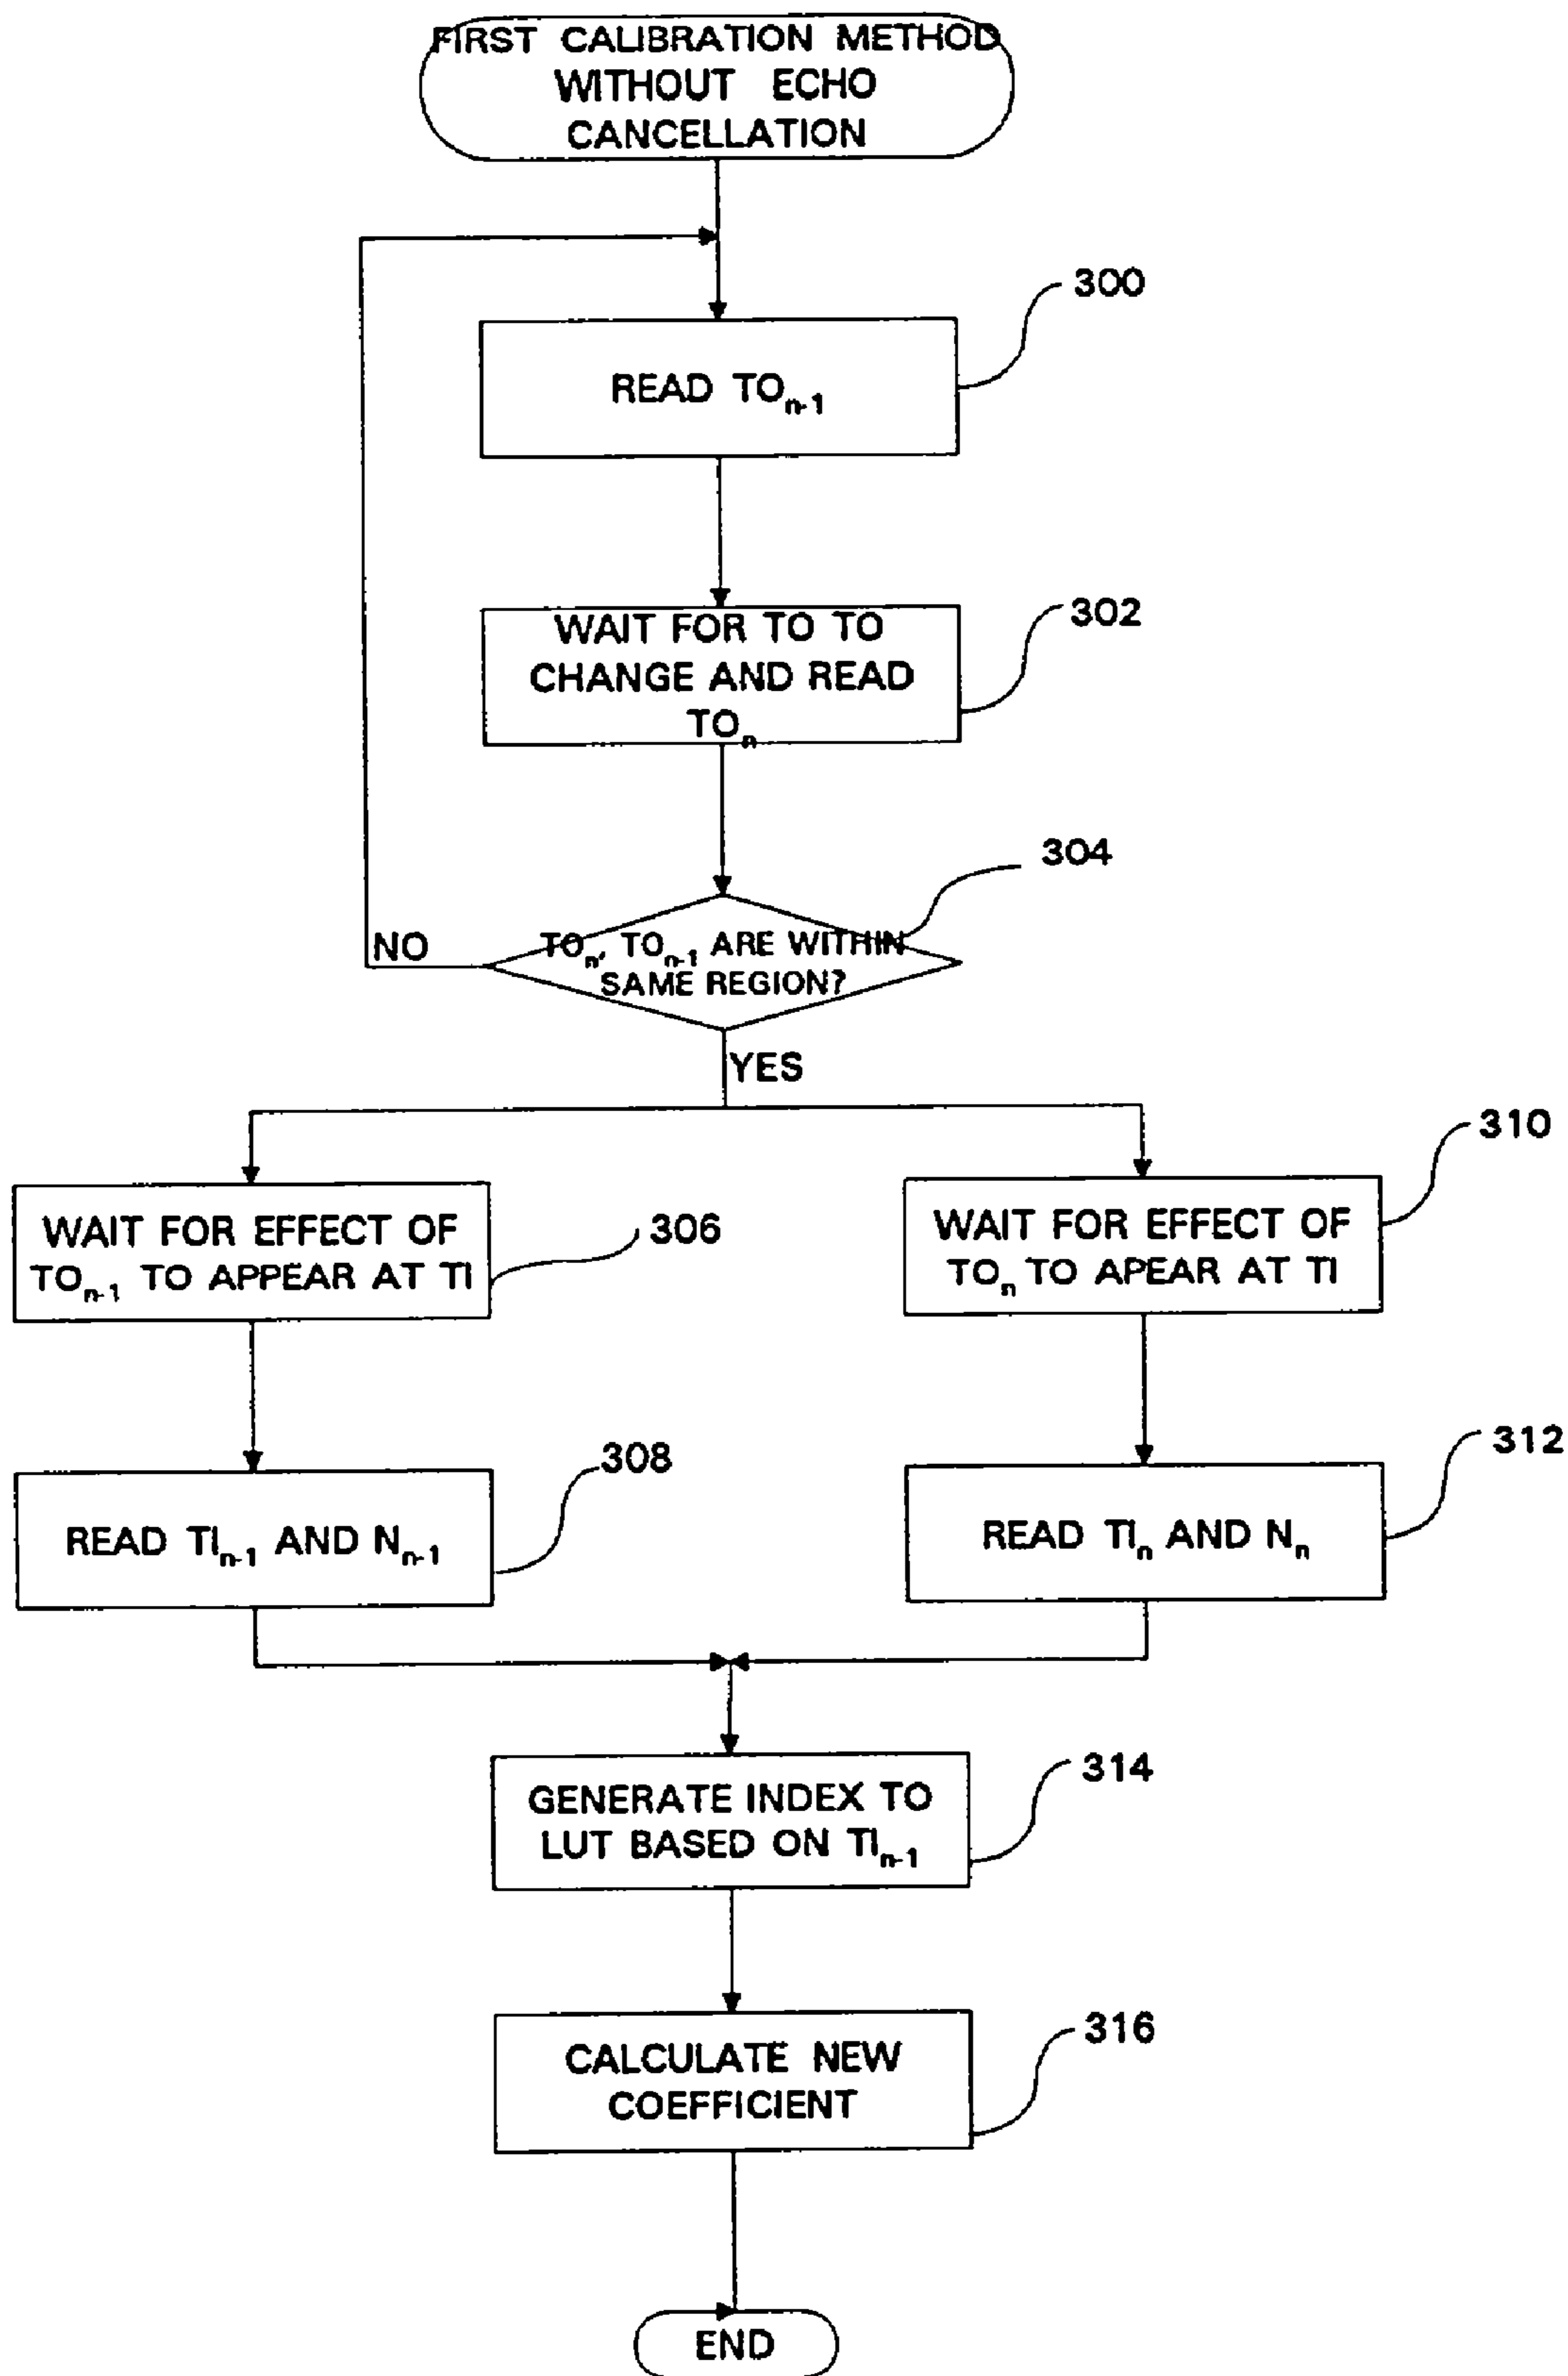 FIRST CALIBRATION METHOD
WITHOUT ECHO
CANCELLATION
300
READ TOn-1
302
WAIT FOR TO TO
CHANGE AND READ
TOn
304
NO
TOn, TOn-1 ARE WITHIN
SAME REGION?
YES
306
WAIT FOR EFFECT OF
TOn-1 TO APPEAR AT TI
310
WAIT FOR EFFECT OF
TOn TO APEAR AT TI
308
READ TIn-1 AND Nn-1
312
READ TIn AND Nn
314
GENERATE INDEX TO
LUT BASED ON TIn-1
316
CALCULATE NEW
COEFFICIENT
END